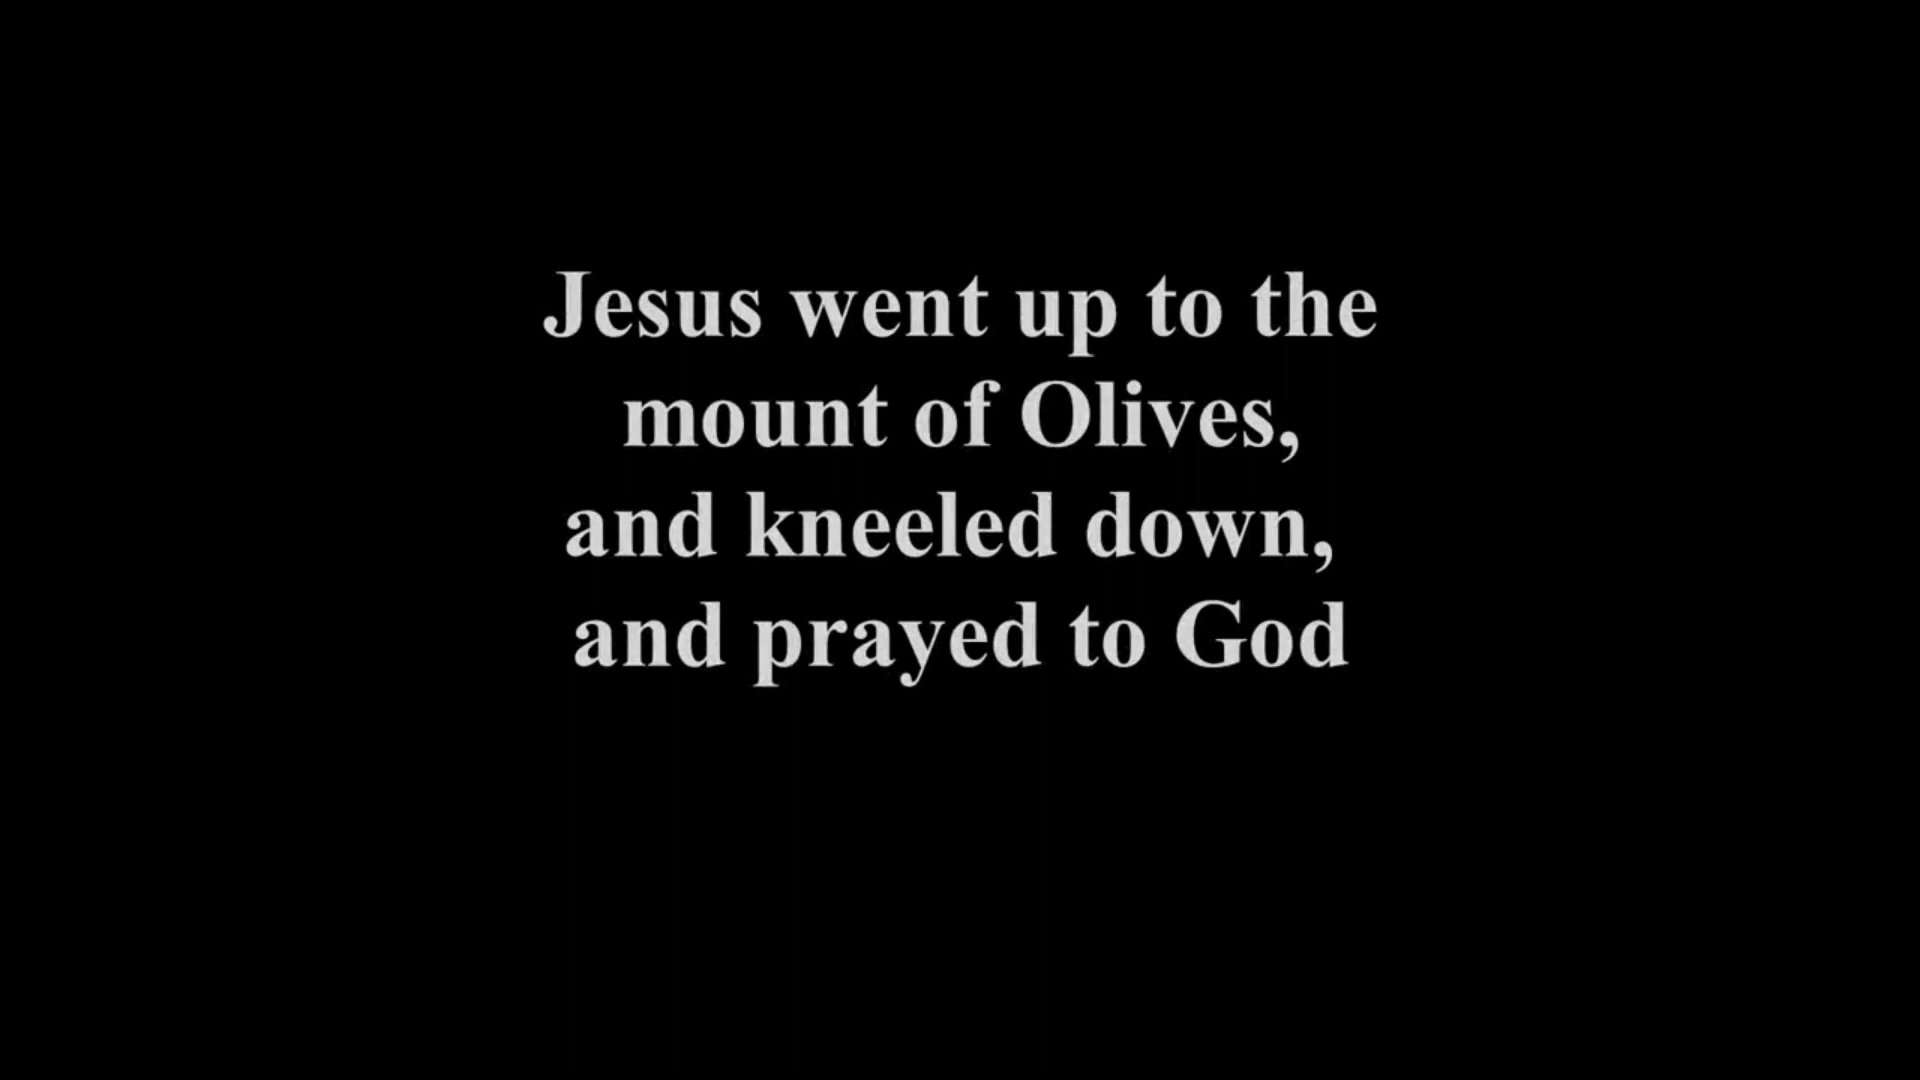 Jesus went up to the
mount of Olives,
and kneeled down,
and prayed to God